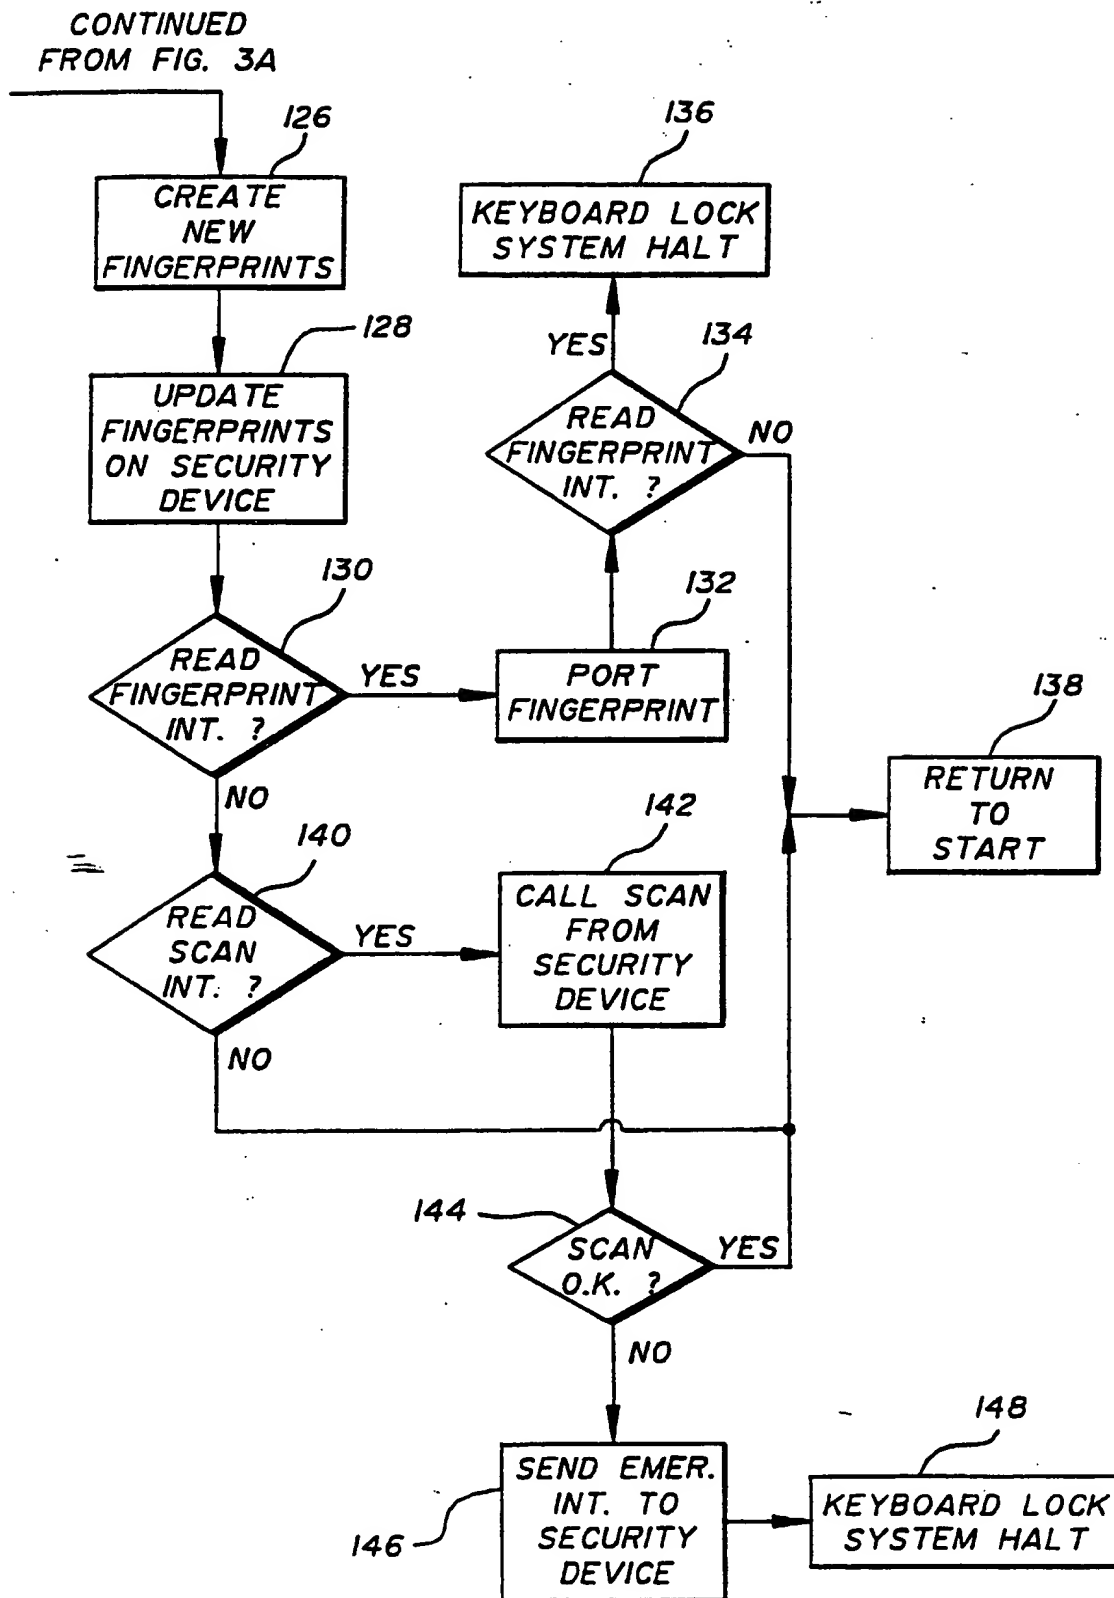 CONTINUED
FROM FIG. 3A
126
CREATE
NEW
FINGERPRINTS
128
UPDATE
FINGERPRINTS
ON SECURITY
DEVICE
130
READ
FINGERPRINT
INT. ?
YES
NO
132
PORT
FINGERPRINT
134
READ
FINGERPRINT
INT. ?
YES
NO
136
KEYBOARD LOCK
SYSTEM HALT
138
RETURN
TO
START
140
READ
SCAN
INT. ?
YES
NO
142
CALL SCAN
FROM
SECURITY
DEVICE
144
SCAN
O.K. ?
YES
NO
146
SEND EMER.
INT. TO
SECURITY
DEVICE
148
KEYBOARD LOCK
SYSTEM HALT